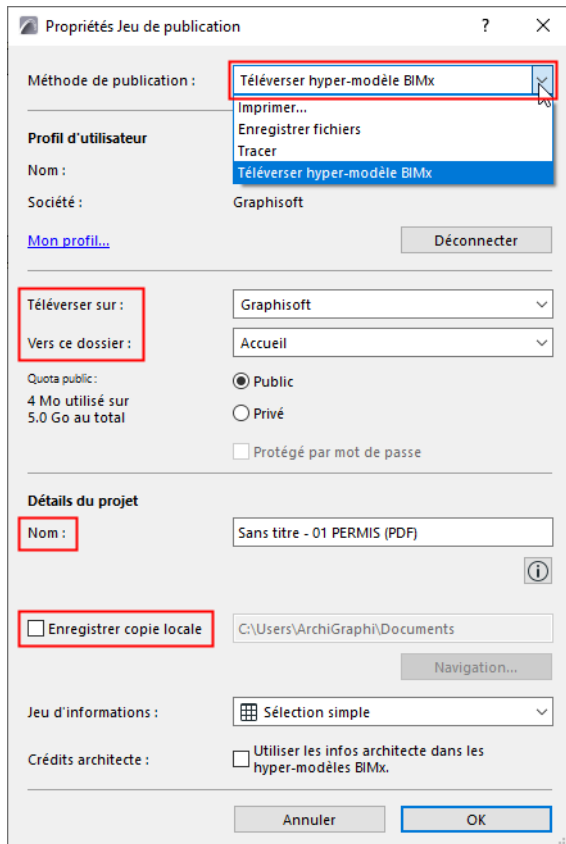 Propriétés Jeu de publication
?
Méthode de publication :
Téléverser hyper-modèle BIMx
Imprimer...
Enregistrer fichiers
Tracer
Téléverser hyper-modèle BIMx
Profil d'utilisateur
Nom :
Société :
Graphisoft
Mon profil...
Déconnecter
Téléverser sur :
Graphisoft
Vers ce dossier :
Accueil
Quota public :
4 Mo utilisé sur
5.0 Go au total
Public
Privé
Protégé par mot de passe
Détails du projet
Nom :
Sans titre - 01 PERMIS (PDF)
Enregistrer copie locale
C:\Users\ArchiGraphi\Documents
Navigation...
Jeu d'informations :
Sélection simple
Crédits architecte :
Utiliser les infos architecte dans les
hyper-modèles BIMx.
Annuler
OK